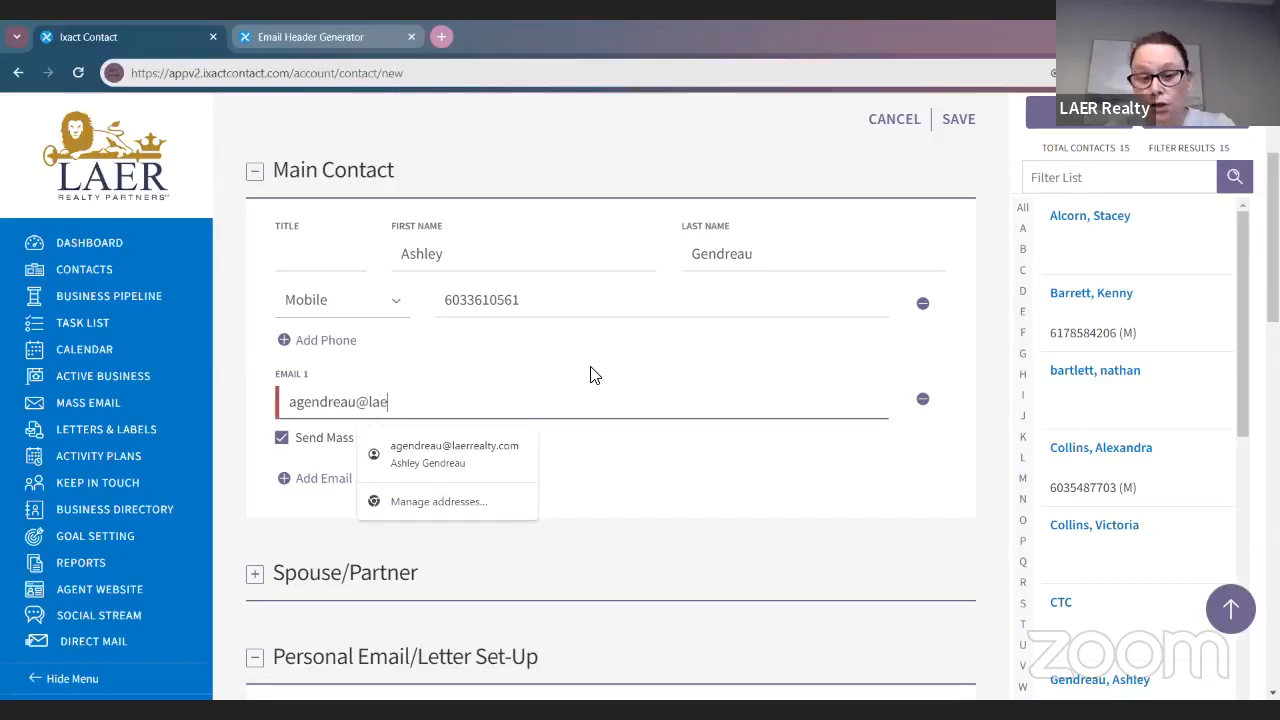 Ixact Contact
Email Header Generator
https://appv2.ixactcontact.com/account/contact/new
LAER Realty
LAER
REALTY PARTNERS
DASHBOARD
CONTACTS
BUSINESS PIPELINE
TASK LIST
CALENDAR
ACTIVE BUSINESS
MASS EMAIL
LETTERS & LABELS
ACTIVITY PLANS
KEEP IN TOUCH
BUSINESS DIRECTORY
GOAL SETTING
REPORTS
AGENT WEBSITE
SOCIAL STREAM
DIRECT MAIL
Hide Menu
CANCEL SAVE
Main Contact
TITLE FIRST NAME LAST NAME
Ashley Gendreau
Mobile 6033610561
Add Phone
EMAIL 1
agendreau@lae
Send Mass
agendreau@laerrealty.com
Ashley Gendreau
Add Email
Manage addresses...
Spouse/Partner
Personal Email/Letter Set-Up
TOTAL CONTACTS 15 FILTER RESULTS 15
Filter List
All
A
B
C
D
E
F
G
H
I
J
K
L
M
N
O
P
Q
R
S
T
U
V
W
Alcorn, Stacey
Barrett, Kenny
6178584206 (M)
bartlett, nathan
Collins, Alexandra
6035487703 (M)
Collins, Victoria
CTC
Gendreau, Ashley
zoom